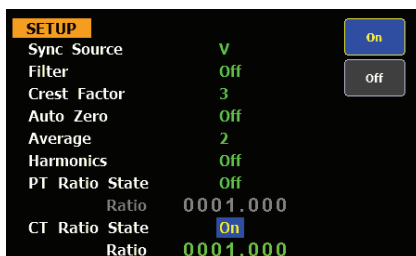 SETUP
Sync Source V
Filter Off
Crest Factor 3
Auto Zero Off
Average 2
Harmonics Off
PT Ratio State Off
Ratio 0001.000
CT Ratio State On
Ratio 0001.000
On
Off